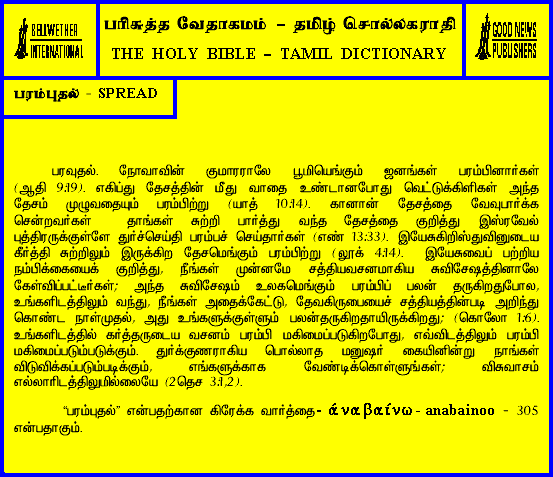 BELLWETHER
INTERNATIONAL
பரிசுத்த வேதாகமம் – தமிழ் சொல்லகராதி
THE HOLY BIBLE – TAMIL DICTIONARY
GOOD NEWS
PUBLISHERS
பரம்புதல் - SPREAD
பரவுதல். நோவாவின் குமாரராலே பூமியெங்கும் ஜனங்கள் பரம்பினார்கள்
(ஆதி 9:19). எகிப்து தேசத்தின் மீது வாதை உண்டானபோது வெட்டுக்கிளிகள் அந்த
தேசம் முழுவதையும் பரம்பிற்று (யாத் 10:14). கானான் தேசத்தை வேவுபார்க்க
சென்றவர்கள் தாங்கள் சுற்றி பார்த்து வந்த தேசத்தை குறித்து இஸ்ரவேல்
புத்திரருக்குள்ளே துர்ச்செய்தி பரம்பச் செய்தார்கள் (எண் 13:33). இயேசுகிறிஸ்துவினுடைய
கீர்த்தி சுற்றிலும் இருக்கிற தேசமெங்கும் பரம்பிற்று (லூக் 4:14). இயேசுவைப் பற்றிய
நம்பிக்கையைக் குறித்து, நீங்கள் முன்னமே சத்தியவசனமாகிய சுவிசேஷத்தினாலே
கேள்விப்பட்டீர்கள்; அந்த சுவிசேஷம் உலகமெங்கும் பரம்பிப் பலன் தருகிறதுபோல,
உங்களிடத்திலும் வந்து, நீங்கள் அதைக்கேட்டு, தேவகிருபையைச் சத்தியத்தின்படி அறிந்து
கொண்ட நாள்முதல், அது உங்களுக்குள்ளும் பலன்தருகிறதாயிருக்கிறது; (கொலோ 1:6).
உங்களிடத்தில் கர்த்தருடைய வசனம் பரம்பி மகிமைப்படுகிறபோது, எவ்விடத்திலும் பரம்பி
மகிமைப்படும்படுக்கும். துர்க்குணராகிய பொல்லாத மனுஷர் கையினின்று நாங்கள்
விடுவிக்கப்படும்படிக்கும், எங்களுக்காக வேண்டிக்கொள்ளுங்கள்; விசுவாசம்
எல்லாரிடத்திலுமில்லையே (2தெச 3:1,2).
“பரம்புதல்” என்பதற்கான கிரேக்க வார்த்தை- ἀναβαίνω - anabainoo – 305
என்பதாகும்.